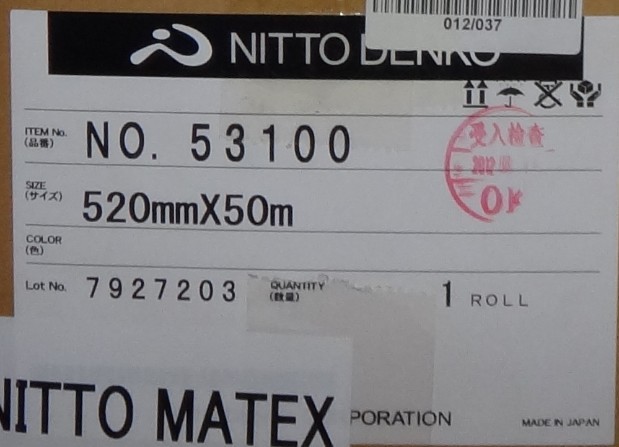 012/037
NITTO DENKO
ITEM No. NO. 53100
(品番)
受入検査
2012
OK
SIZE 520mmX50m
(サイズ)
COLOR
(色)
Lot No. 7927203 QUANTITY 1 ROLL
(数量)
NITTO MATEX PORATION MADE IN JAPAN